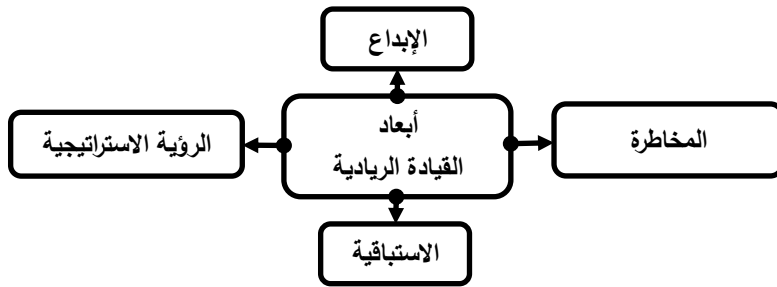 الإبداع
أبعاد
القيادة الريادية
المخاطرة
الرؤية الاستراتيجية
الاستباقية